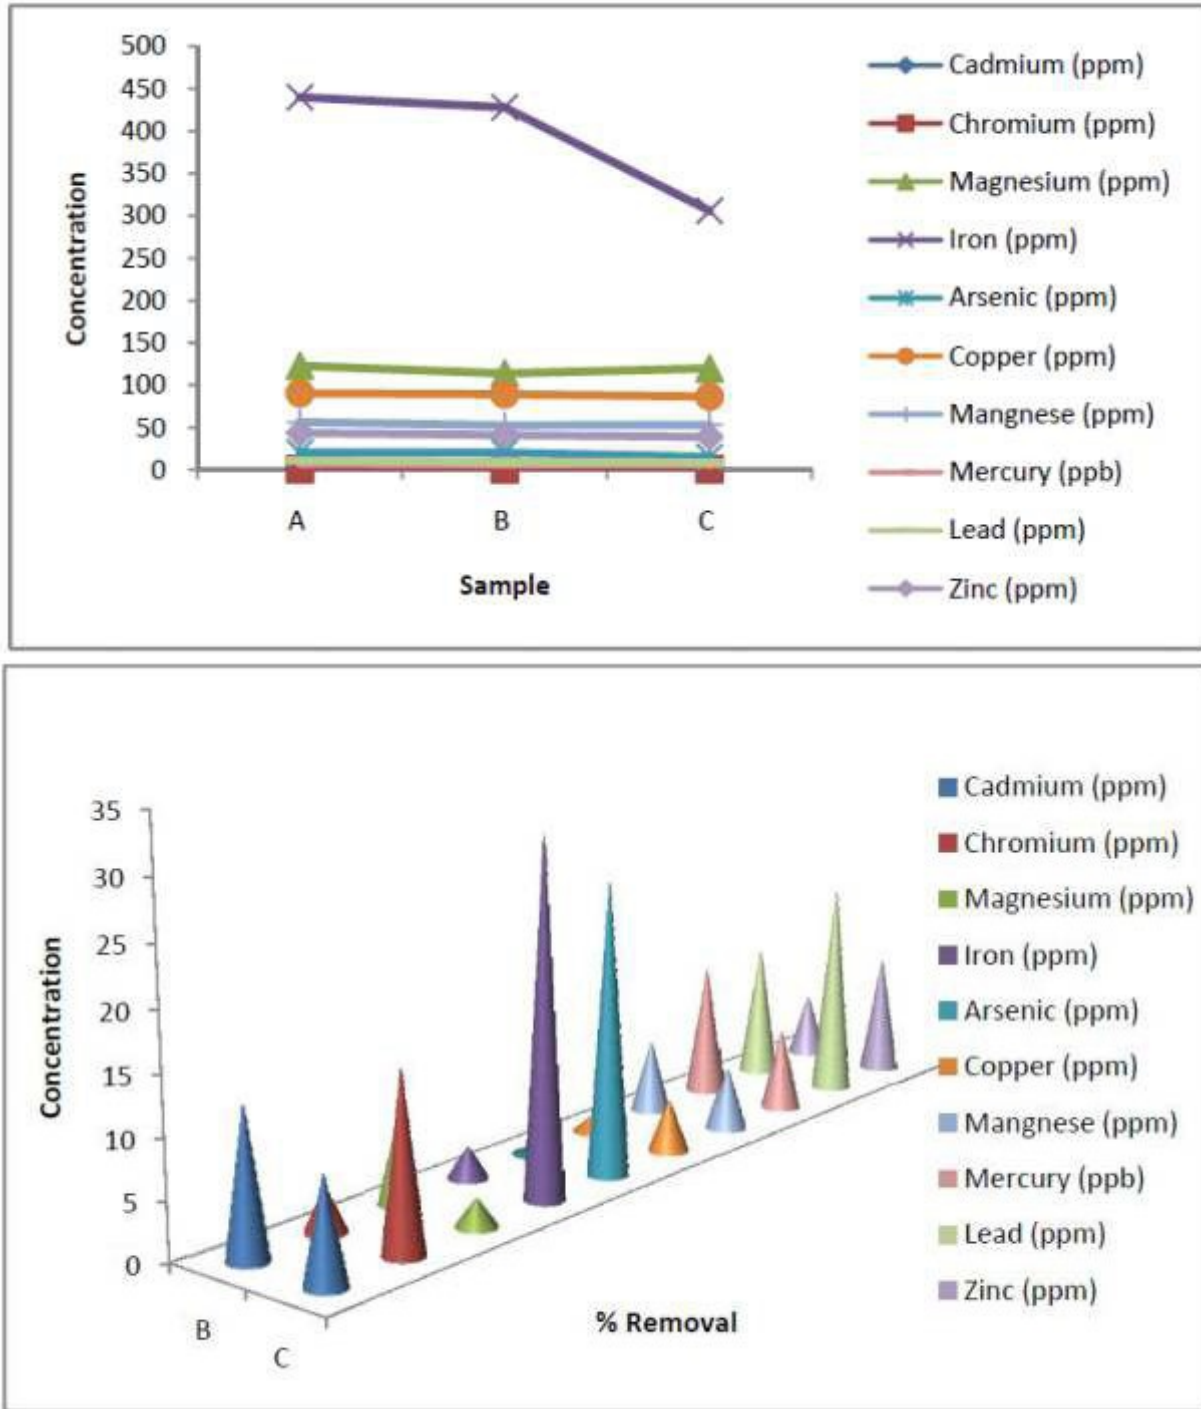 500
450
400
350
300
250
200
150
100
50
0
Concentration
A B C
Sample
Cadmium (ppm)
Chromium (ppm)
Magnesium (ppm)
Iron (ppm)
Arsenic (ppm)
Copper (ppm)
Mangnese (ppm)
Mercury (ppb)
Lead (ppm)
Zinc (ppm)
35
30
25
20
15
10
5
0
Concentration
B
C
% Removal
Cadmium (ppm)
Chromium (ppm)
Magnesium (ppm)
Iron (ppm)
Arsenic (ppm)
Copper (ppm)
Mangnese (ppm)
Mercury (ppb)
Lead (ppm)
Zinc (ppm)